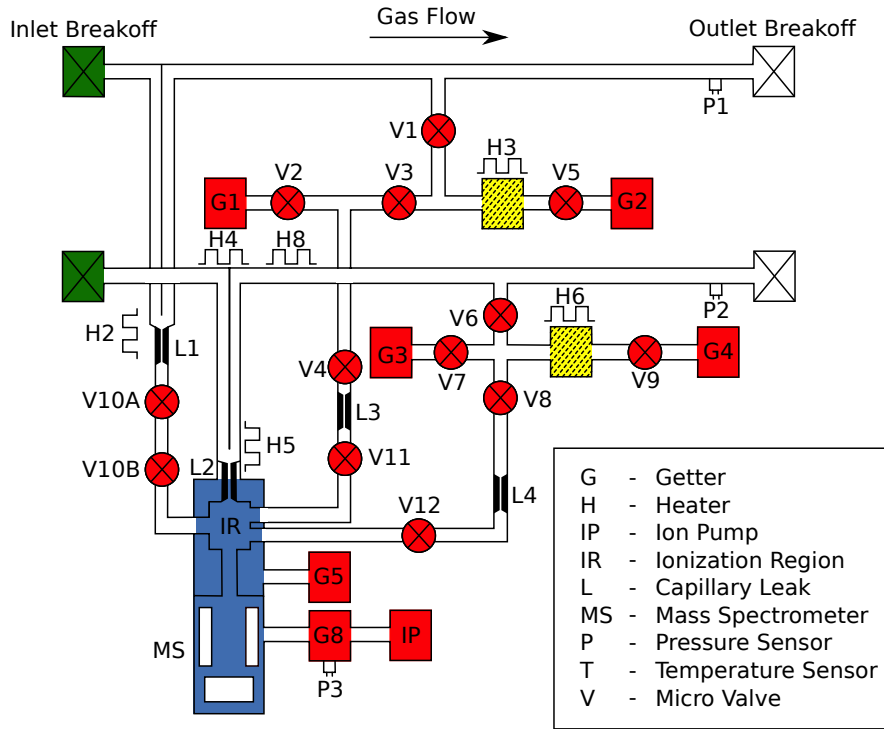 Gas Flow
Inlet Breakoff
Outlet Breakoff
P1
V1
H3
V2
V3
V5
G1
G2
H4
H8
P2
H2
V6
H6
L1
G3
V7
V9
G4
V4
V10A
V8
L3
H5
V10B
L2
V11
L4
V12
IR
G5
MS
G8
IP
P3
G - Getter
H - Heater
IP - Ion Pump
IR - Ionization Region
L - Capillary Leak
MS - Mass Spectrometer
P - Pressure Sensor
T - Temperature Sensor
V - Micro Valve